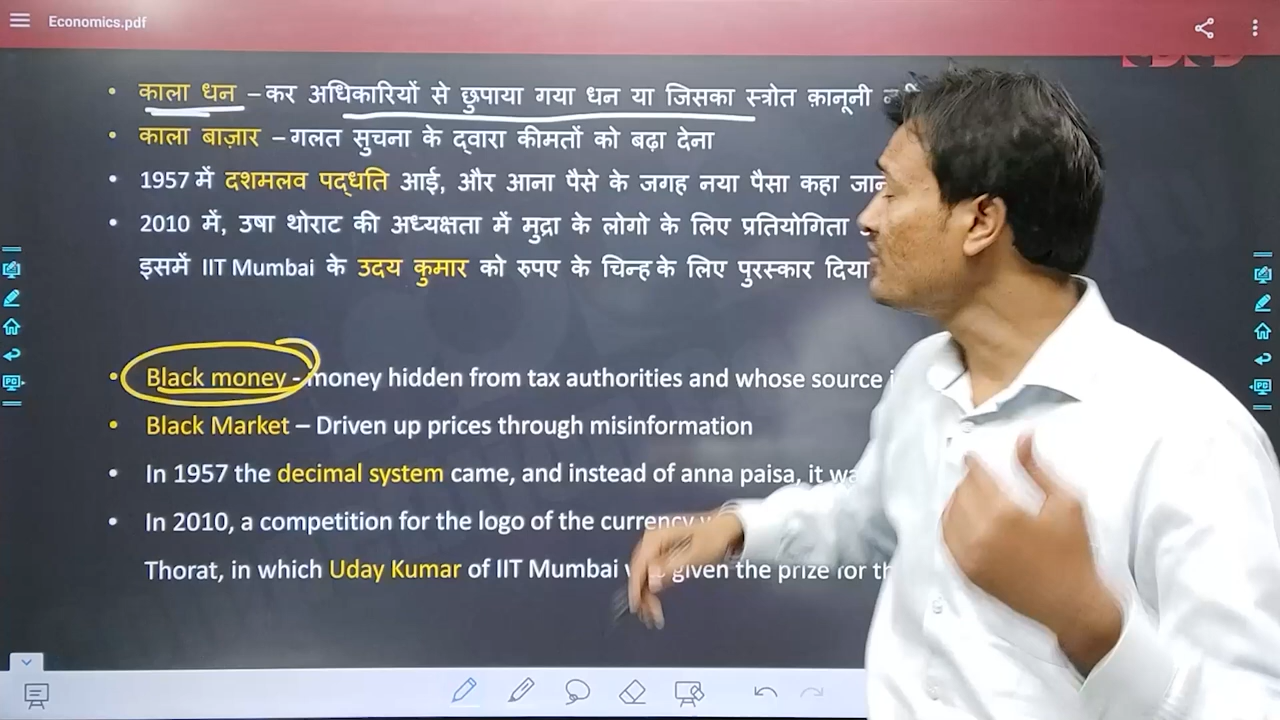 Economics.pdf
• काला धन – कर अधिकारियों से छुपाया गया धन या जिसका स्त्रोत क़ानूनी
• काला बाज़ार – गलत सुचना के द्वारा कीमतों को बढ़ा देना
• 1957 में दशमलव पद्धति आई, और आना पैसे के जगह नया पैसा कहा
• 2010 में, उषा थोराट की अध्यक्षता में मुद्रा के लोगो के लिए प्रतियोगिता
इसमें IIT Mumbai के उदय कुमार को रुपए के चिन्ह के लिए पुरस्कार दिया
• Black money - money hidden from tax authorities and whose source
• Black Market – Driven up prices through misinformation
• In 1957 the decimal system came, and instead of anna paisa, it
• In 2010, a competition for the logo of the currency
Thorat, in which Uday Kumar of IIT Mumbai given the prize for